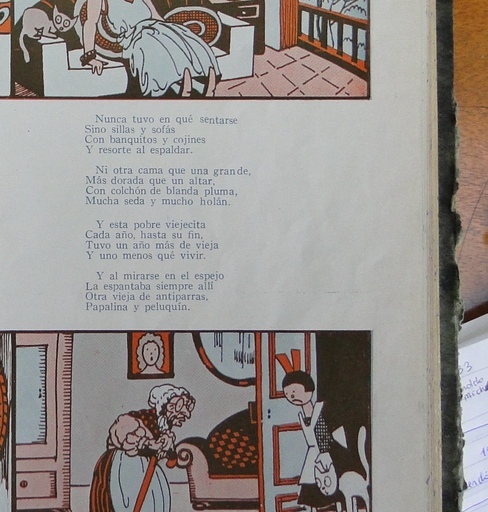 Nunca tuvo en qué sentarse
Sino sillas y sofás
Con banquitos y cojines
Y resorte al espaldar.
Ni otra cama que una grande,
Más dorada que un altar,
Con colchón de blanda pluma,
Mucha seda y mucho holán.
Y esta pobre viejecita
Cada año, hasta su fin,
Tuvo un año más de vieja
Y uno menos qué vivir.
Y al mirarse en el espejo
La espantaba siempre allí
Otra vieja de antiparras,
Papalina y peluquín.